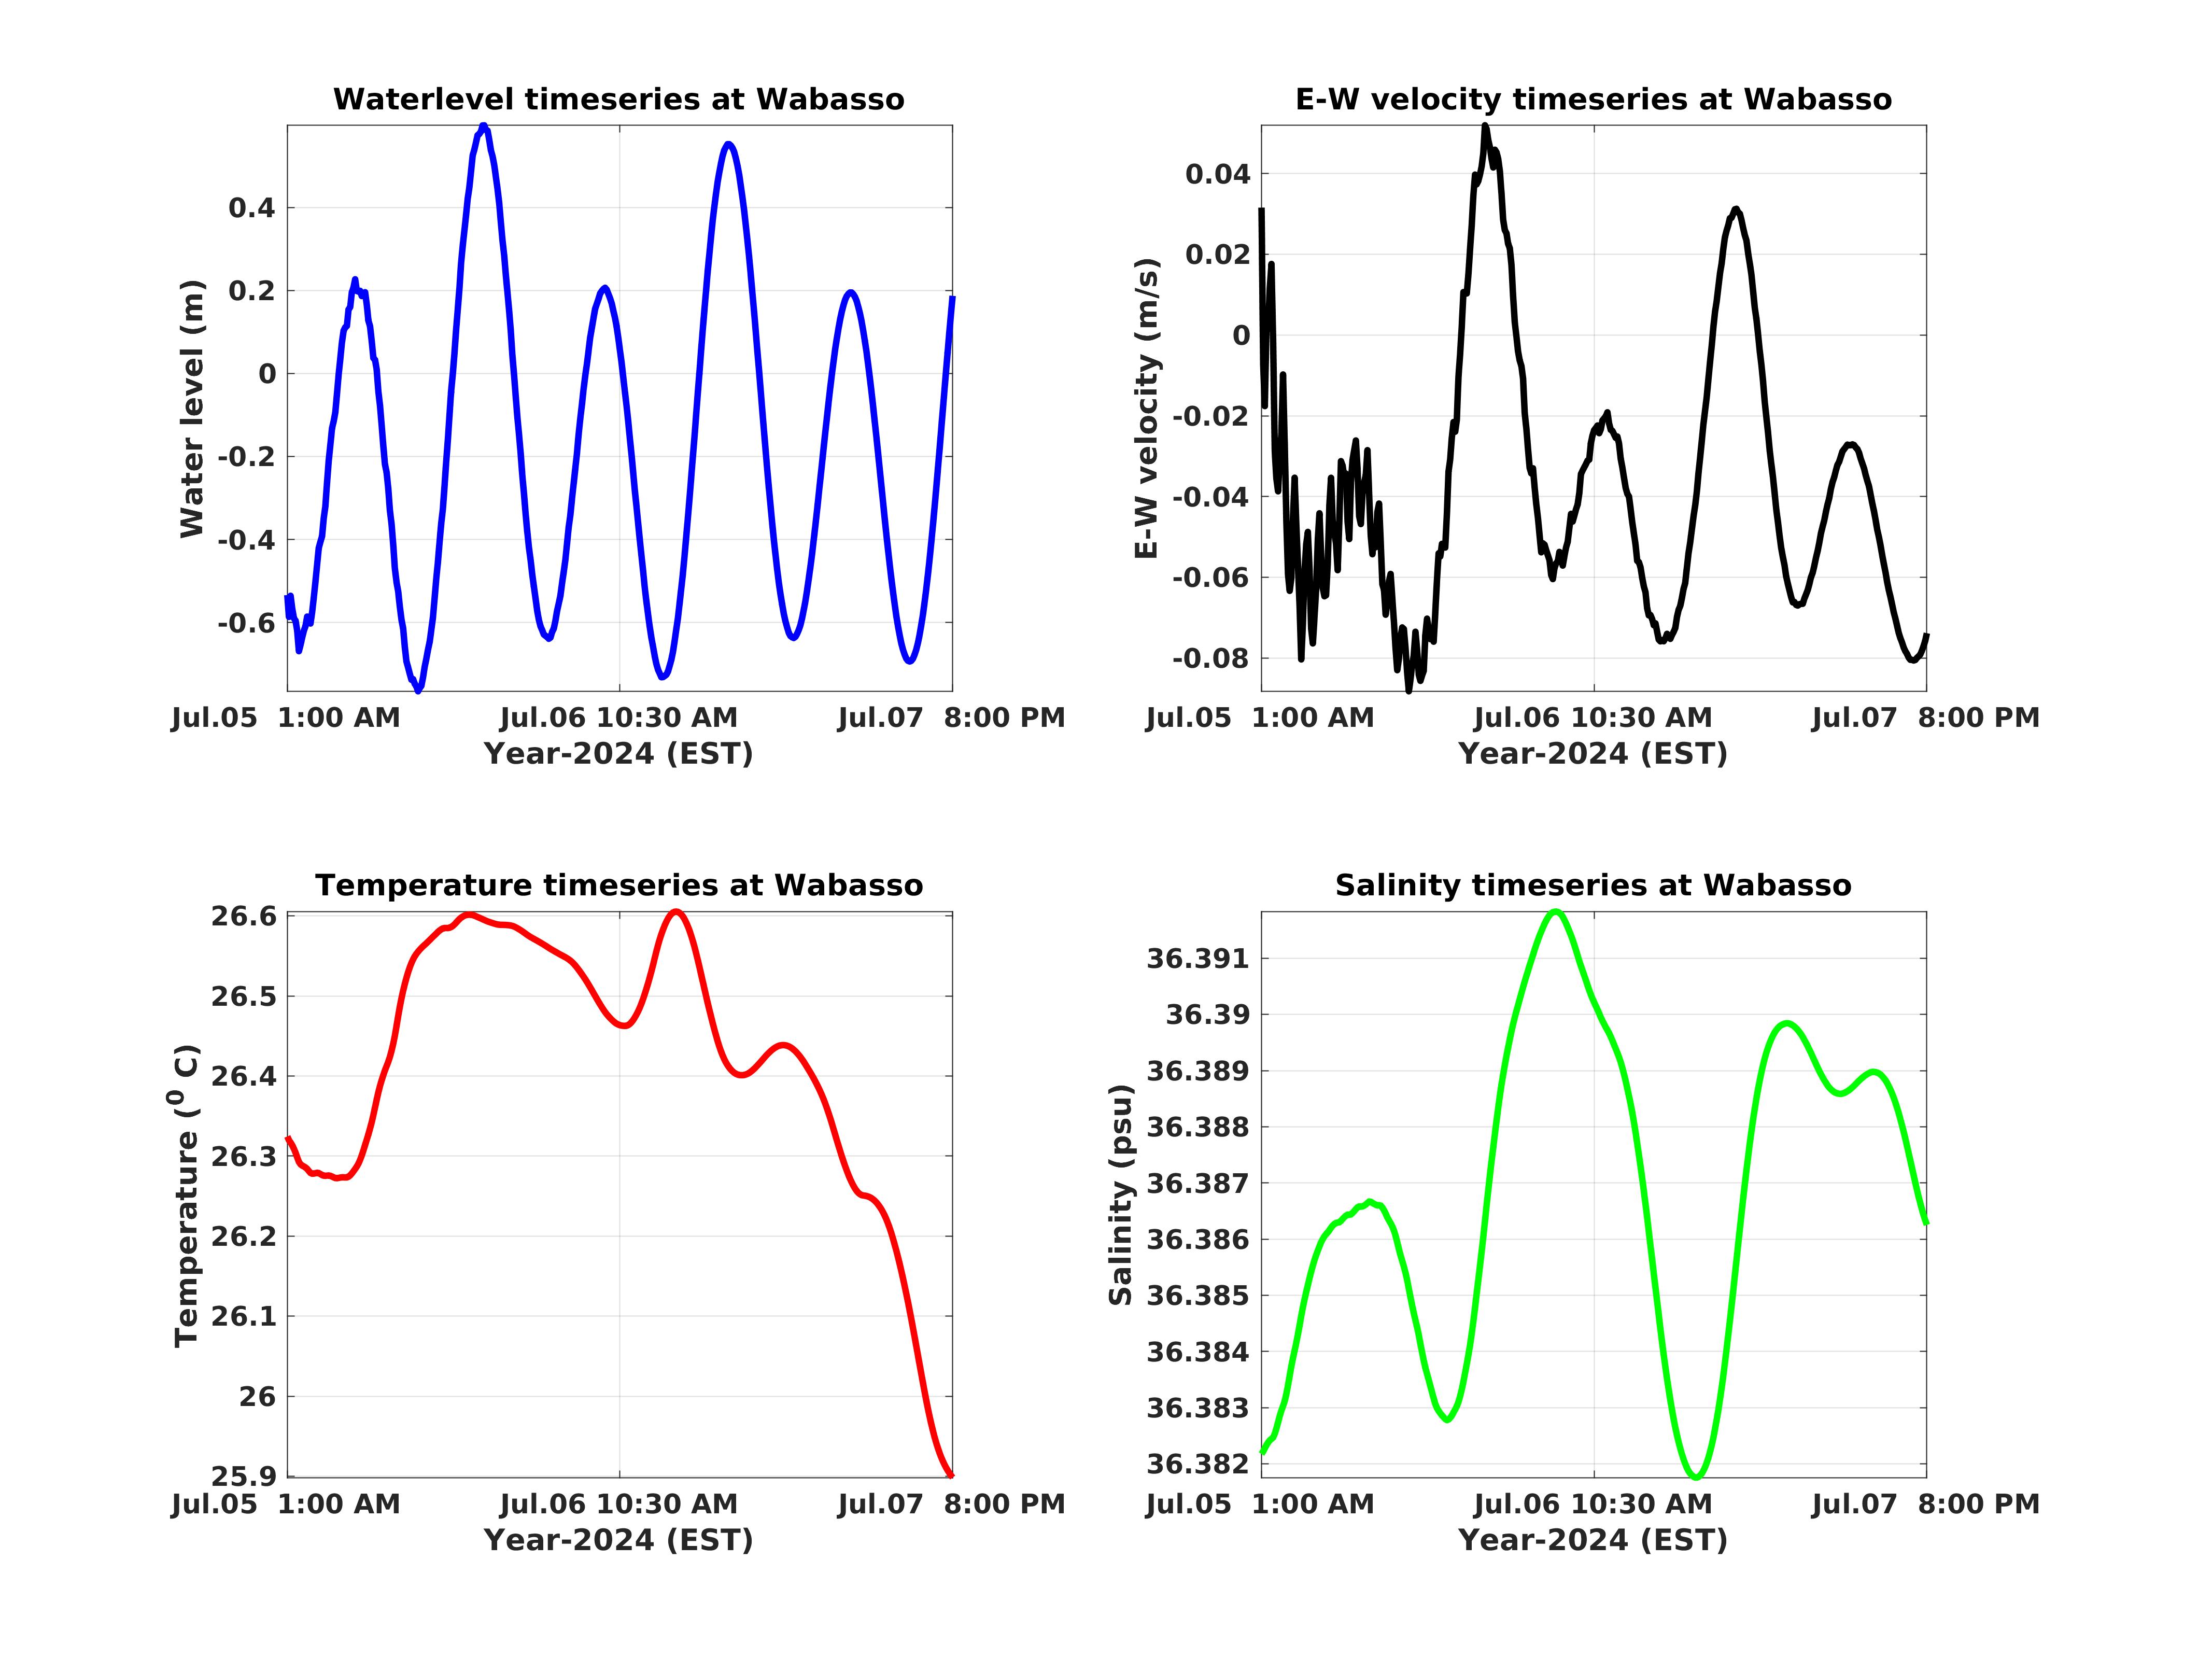 Waterlevel timeseries at Wabasso
Water level (m)
0.4
0.2
0
-0.2
-0.4
-0.6
Jul.05 1:00 AM Jul.06 10:30 AM Jul.07 8:00 PM
Year-2024 (EST)
E-W velocity timeseries at Wabasso
E-W velocity (m/s)
0.04
0.02
0
-0.02
-0.04
-0.06
-0.08
Jul.05 1:00 AM Jul.06 10:30 AM Jul.07 8:00 PM
Year-2024 (EST)
Temperature timeseries at Wabasso
Temperature (⁰ C)
26.6
26.5
26.4
26.3
26.2
26.1
26
25.9
Jul.05 1:00 AM Jul.06 10:30 AM Jul.07 8:00 PM
Year-2024 (EST)
Salinity timeseries at Wabasso
Salinity (psu)
36.391
36.39
36.389
36.388
36.387
36.386
36.385
36.384
36.383
36.382
Jul.05 1:00 AM Jul.06 10:30 AM Jul.07 8:00 PM
Year-2024 (EST)